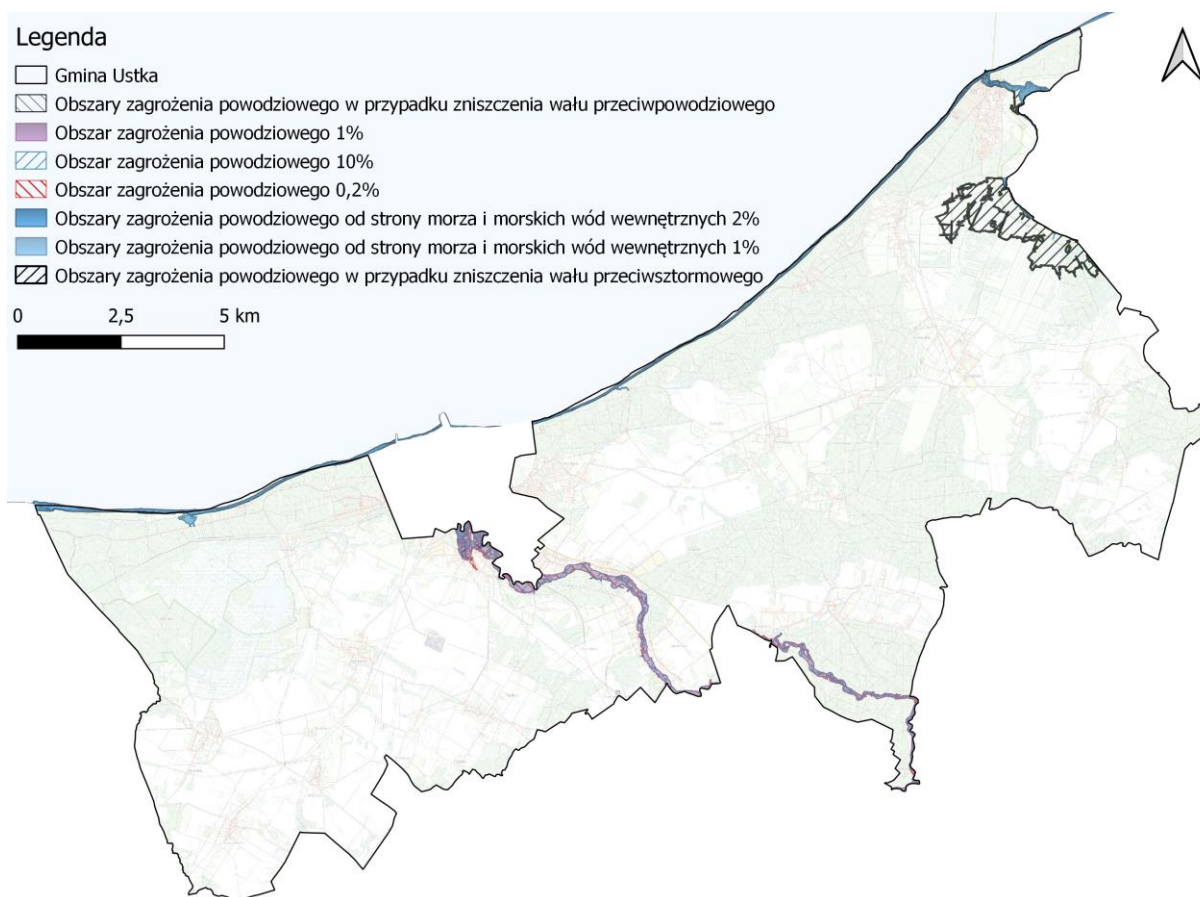 Legenda
Gmina Ustka
Obszary zagrożenia powodziowego w przypadku zniszczenia wału przeciwpowodziowego
Obszar zagrożenia powodziowego 1%
Obszar zagrożenia powodziowego 10%
Obszar zagrożenia powodziowego 0,2%
Obszary zagrożenia powodziowego od strony morza i morskich wód wewnętrznych 2%
Obszary zagrożenia powodziowego od strony morza i morskich wód wewnętrznych 1%
Obszary zagrożenia powodziowego w przypadku zniszczenia wału przeciwsztormowego
0 2,5 5 km